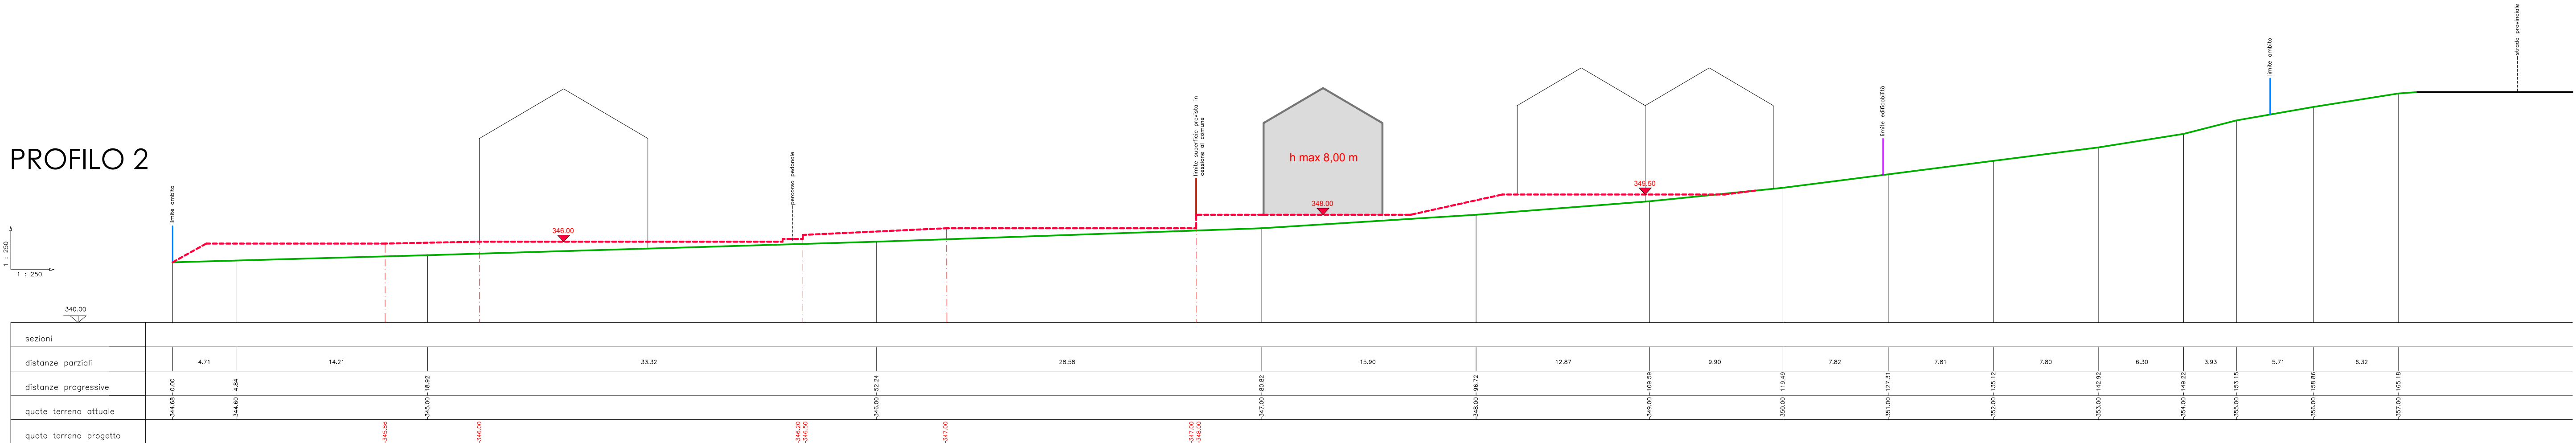 strada provinciale
limite ambito
limite edificabilità
limite superficie prevista in
cessione al comune
h max 8,00 m
percorso pedonale
PROFILO 2
limite ambito
349.50
348.00
346.00
1 : 250
1 : 250
340.00
sezioni
distanze parziali
4.71 14.21 33.32 28.58 15.90 12.87 9.90 7.82 7.81 7.80 6.30 3.93 5.71 6.32
distanze progressive
0.00 4.84 18.92 52.24 80.82 96.72 109.59 119.49 127.31 135.12 142.92 149.22 153.15 158.86 165.18
quote terreno attuale
344.68 344.60 345.00 346.00 347.00 348.00 349.00 350.00 351.00 352.00 353.00 354.00 355.00 356.00 357.00
quote terreno progetto
345.86 346.00 346.20 346.50 347.00 347.00 348.00